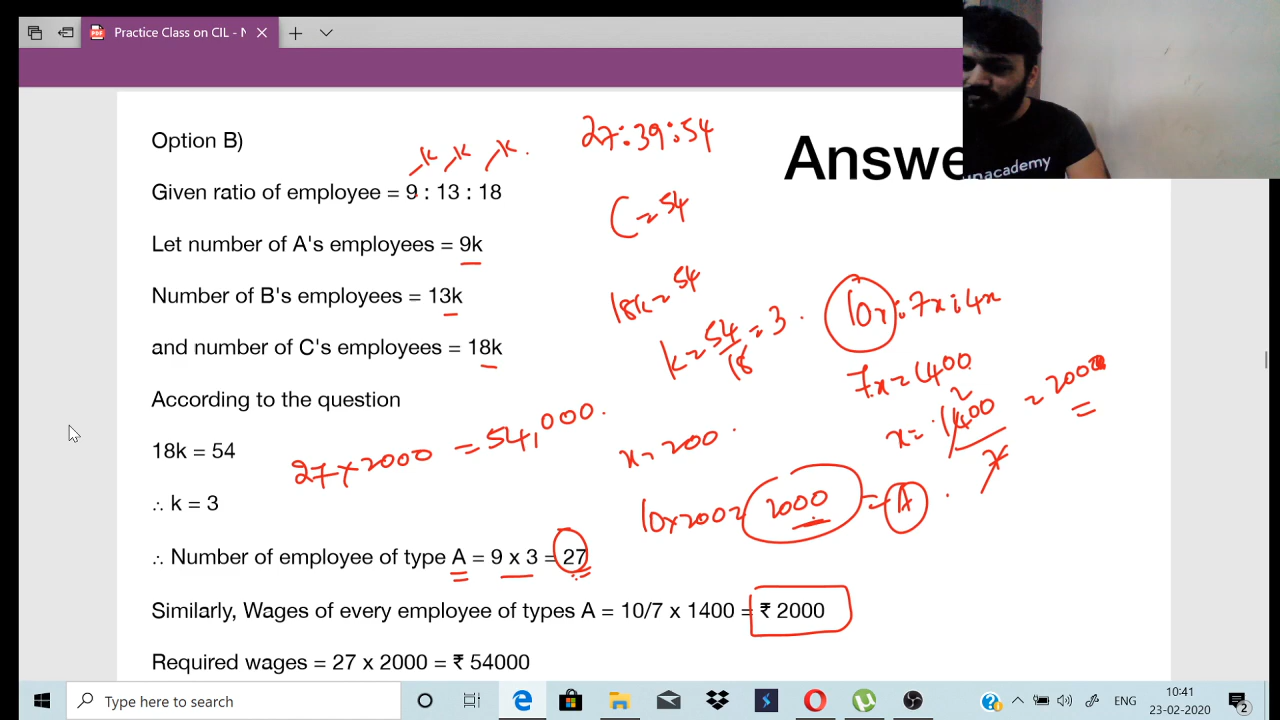 Practice Class on CIL - N
Option B)
Answe
unacademy
27:39:54
k k k
Given ratio of employee = 9 : 13 : 18
C = 54
Let number of A's employees = 9k
18k = 54
Number of B's employees = 13k
k = 54/18 = 3
10x : 7x : 4x
and number of C's employees = 18k
7x = 1400
According to the question
x = 1400/7 = 2000
27 x 2000 = 54,000
x = 200
18k = 54
10x200= 2000 = A
∴ k = 3
∴ Number of employee of type A = 9 x 3 = 27
Similarly, Wages of every employee of types A = 10/7 x 1400 = ₹ 2000
Required wages = 27 x 2000 = ₹ 54000
Type here to search
ENG
10:41
23-02-2020
2